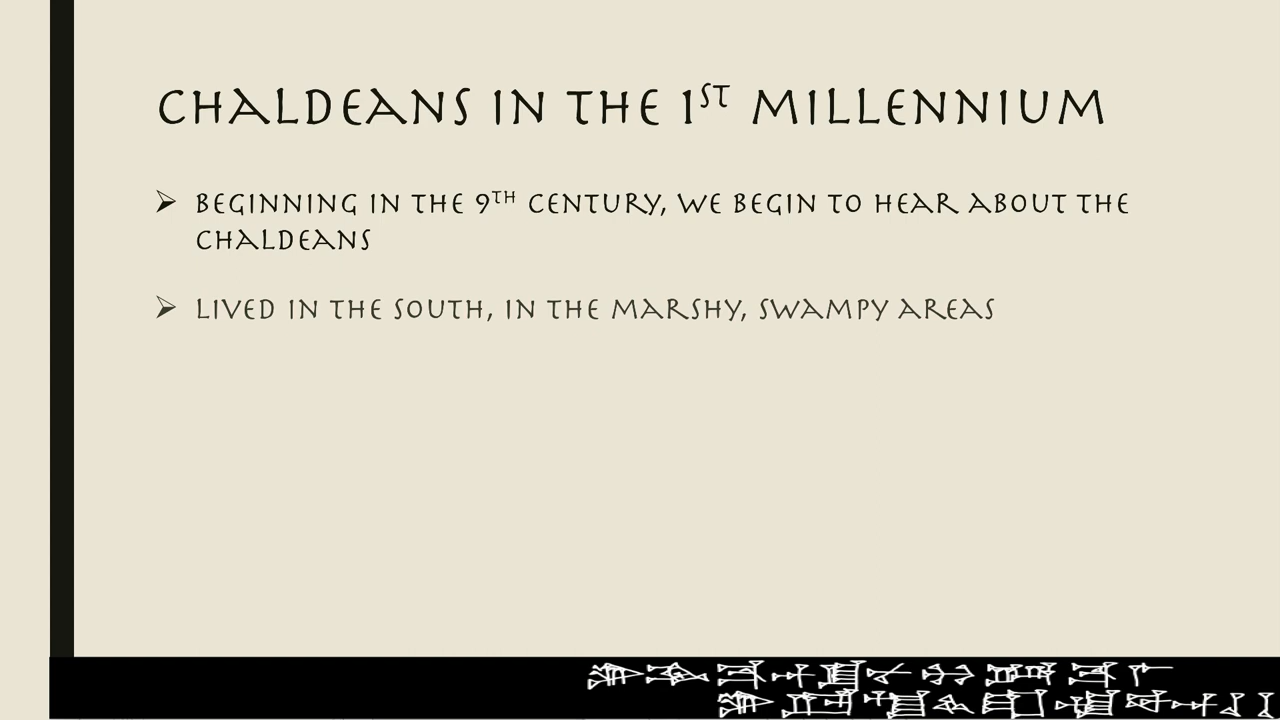 CHALDEANS IN THE 1ST MILLENNIUM
➢ BEGINNING IN THE 9TH CENTURY, WE BEGIN TO HEAR ABOUT THE
CHALDEANS
➢ LIVED IN THE SOUTH, IN THE MARSHY, SWAMPY AREAS